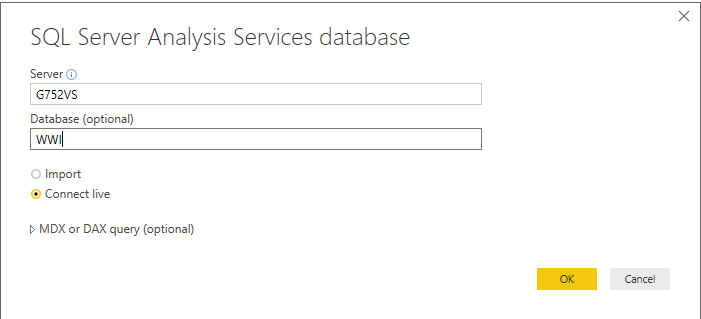 SQL Server Analysis Services database
Server
G752VS
Database (optional)
WWI
Import
Connect live
MDX or DAX query (optional)
OK Cancel